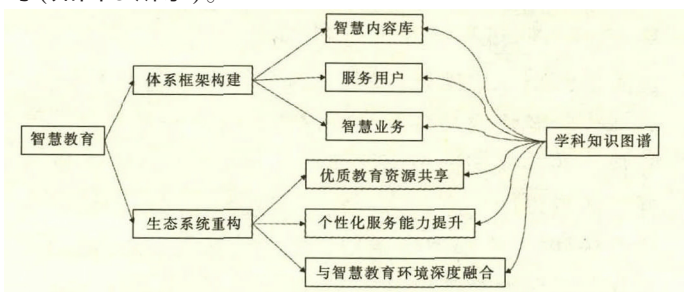 智慧教育
体系框架构建
生态系统重构
智慧内容库
服务用户
智慧业务
优质教育资源共享
个性化服务能力提升
与智慧教育环境深度融合
学科知识图谱